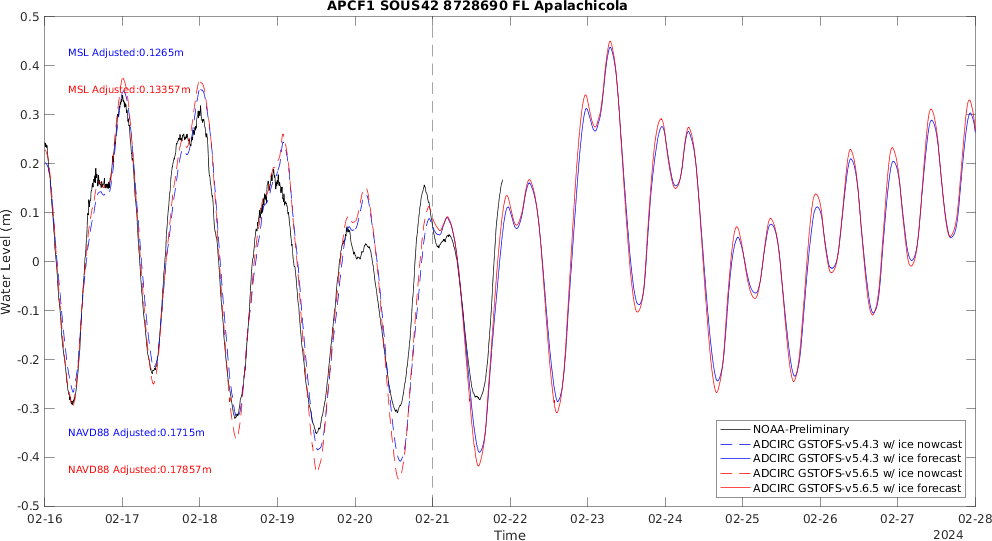 APCF1 SOUS42 8728690 FL Apalachicola
0.5
0.4
0.3
0.2
0.1
0
-0.1
-0.2
-0.3
-0.4
-0.5
Water Level (m)
MSL Adjusted:0.1265m
MSL Adjusted:0.13357m
NAVD88 Adjusted:0.1715m
NAVD88 Adjusted:0.17857m
NOAA-Preliminary
ADCIRC GSTOFS-v5.4.3 w/ ice nowcast
ADCIRC GSTOFS-v5.4.3 w/ ice forecast
ADCIRC GSTOFS-v5.6.5 w/ ice nowcast
ADCIRC GSTOFS-v5.6.5 w/ ice forecast
02-16 02-17 02-18 02-19 02-20 02-21 02-22 02-23 02-24 02-25 02-26 02-27 02-28
Time
2024